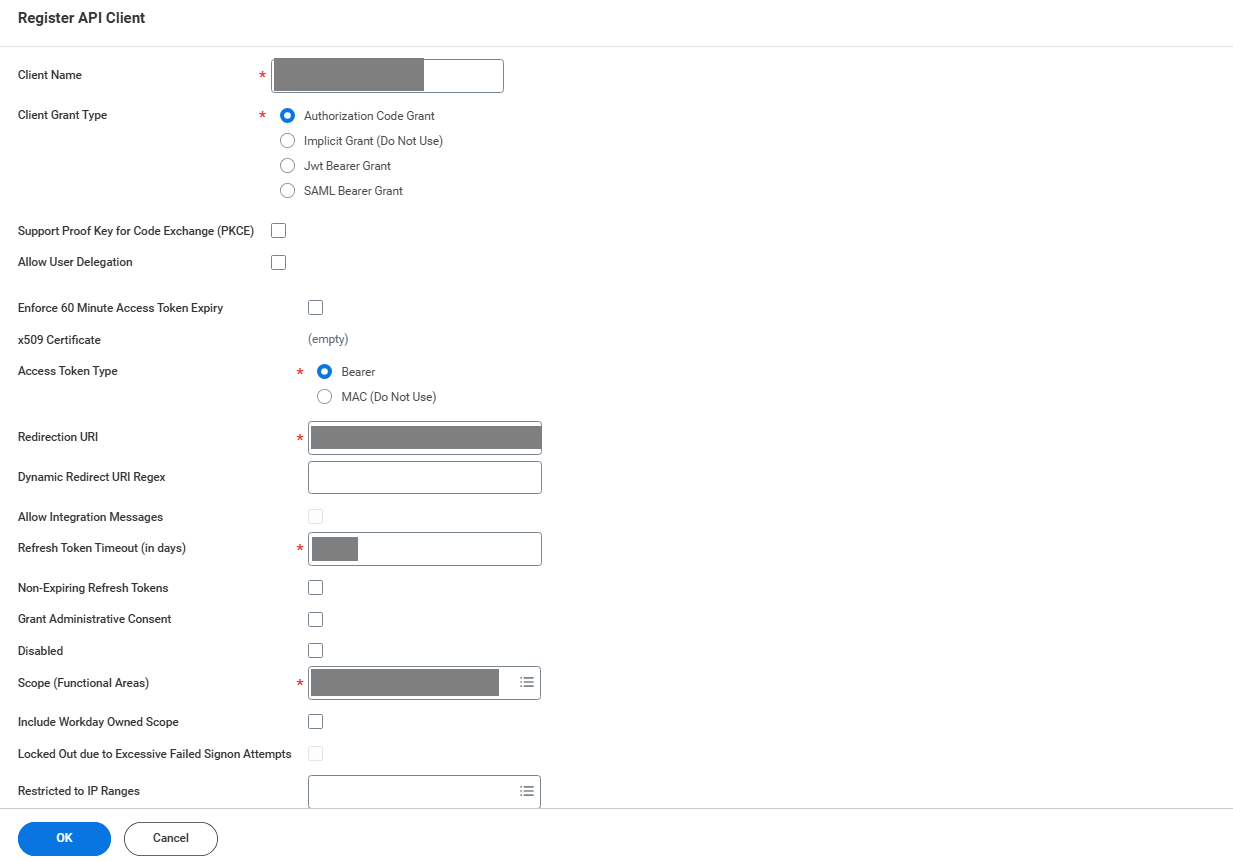 Register API Client
Client Name *
Client Grant Type * Authorization Code Grant
Implicit Grant (Do Not Use)
Jwt Bearer Grant
SAML Bearer Grant
Support Proof Key for Code Exchange (PKCE)
Allow User Delegation
Enforce 60 Minute Access Token Expiry
x509 Certificate (empty)
Access Token Type * Bearer
MAC (Do Not Use)
Redirection URI *
Dynamic Redirect URI Regex
Allow Integration Messages
Refresh Token Timeout (in days) *
Non-Expiring Refresh Tokens
Grant Administrative Consent
Disabled
Scope (Functional Areas) *
Include Workday Owned Scope
Locked Out due to Excessive Failed Signon Attempts
Restricted to IP Ranges
OK Cancel